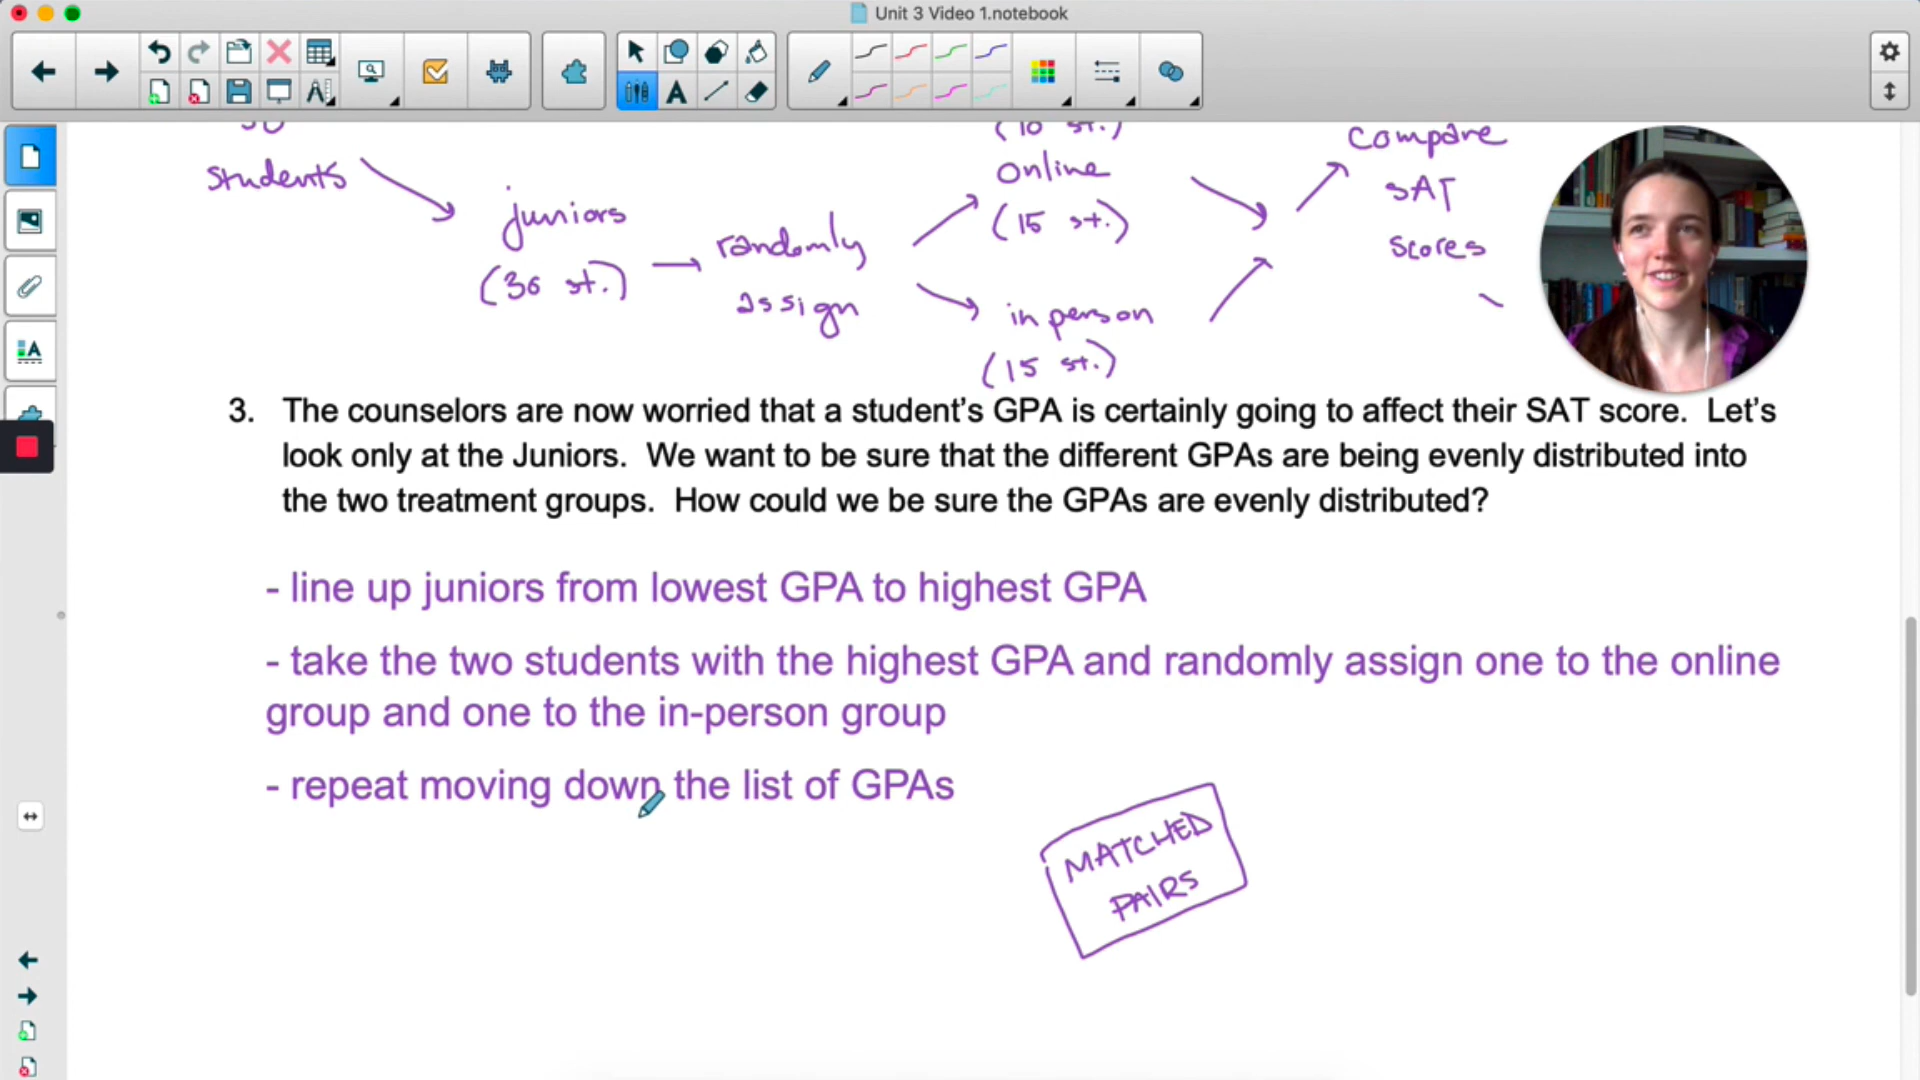 Unit 3 Video 1.notebook
(10 st.)
compare
students
online
SAT
juniors
(15 st.)
randomly
scores
(30 st.)
assign
in person
(15 st.)
3. The counselors are now worried that a student's GPA is certainly going to affect their SAT score. Let's
look only at the Juniors. We want to be sure that the different GPAs are being evenly distributed into
the two treatment groups. How could we be sure the GPAs are evenly distributed?
- line up juniors from lowest GPA to highest GPA
- take the two students with the highest GPA and randomly assign one to the online
group and one to the in-person group
- repeat moving down the list of GPAs
MATCHED
PAIRS